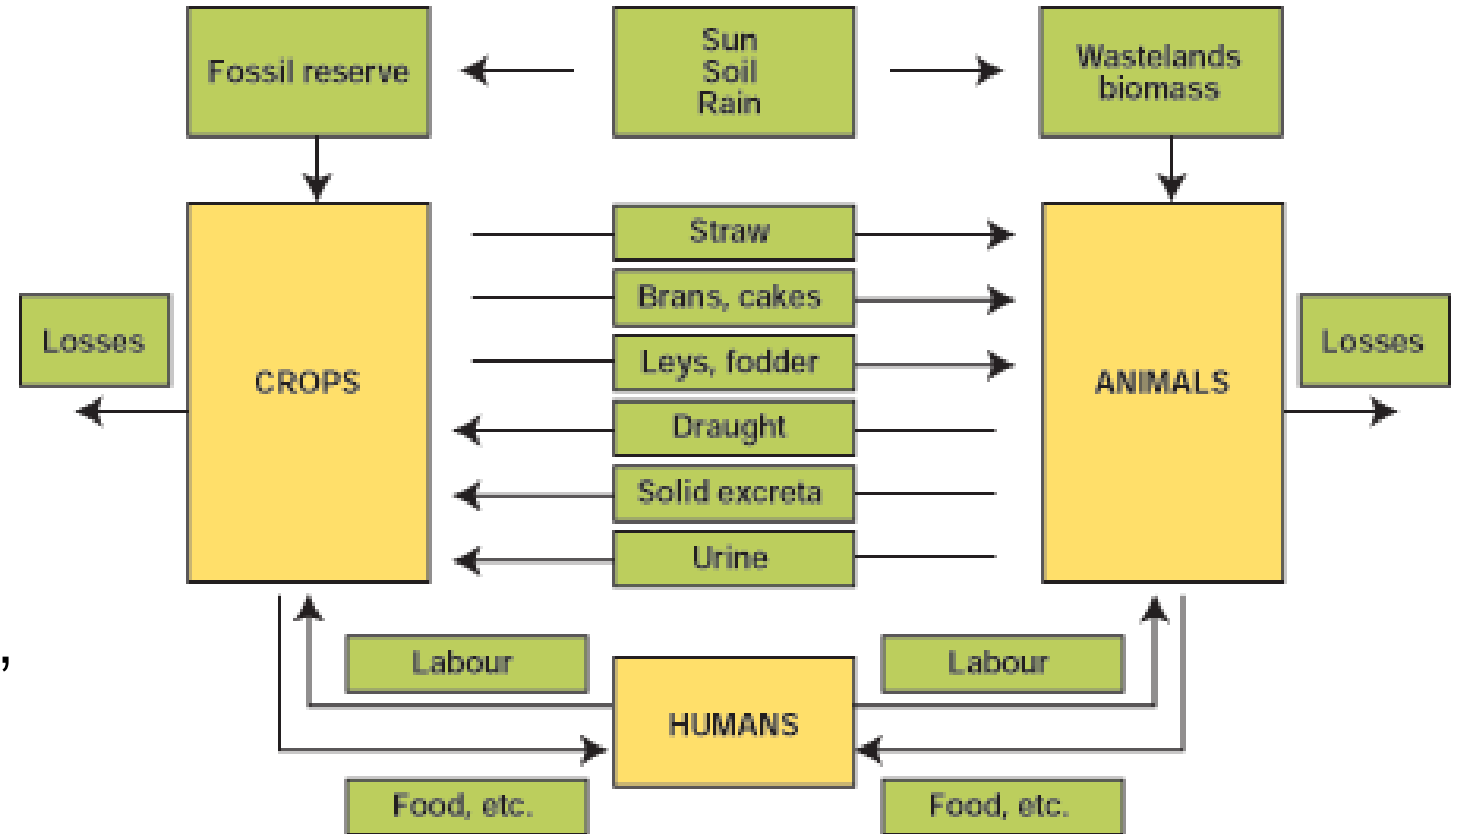 Fossil reserve
Sun
Soil
Rain
Wastelands
biomass
Straw
Brans, cakes
Leys, fodder
Draught
Solid excreta
Urine
Losses
CROPS
ANIMALS
Losses
,
Labour
Labour
HUMANS
Food, etc.
Food, etc.